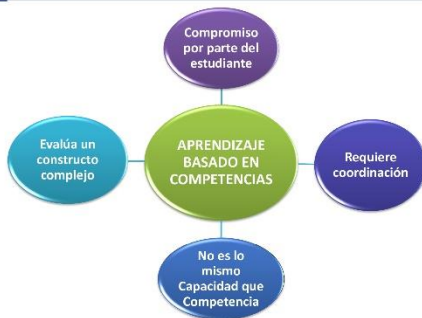 Compromiso
por parte del
estudiante
Evalúa un
constructo
complejo
APRENDIZAJE
BASADO EN
COMPETENCIAS
Requiere
coordinación
No es lo
mismo
Capacidad que
Competencia